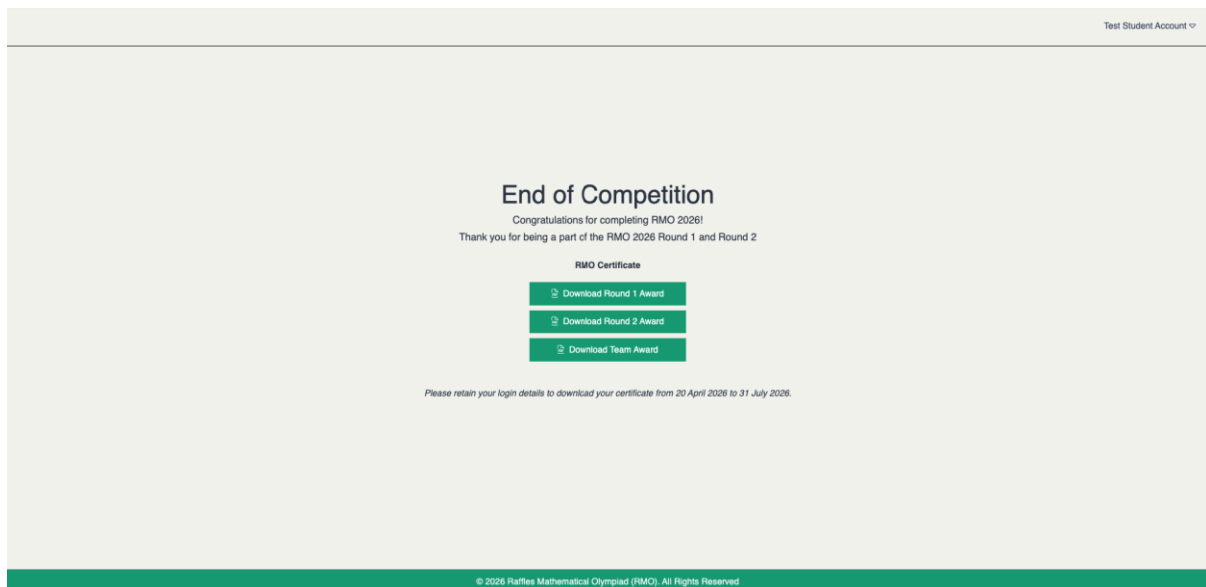 Test Student Account
End of Competition
Congratulations for completing RMO 2026!
Thank you for being a part of the RMO 2026 Round 1 and Round 2
RMO Certificate
Download Round 1 Award
Download Round 2 Award
Download Team Award
Please retain your login details to download your certificate from 20 April 2026 to 31 July 2026.
© 2026 Raffles Mathematical Olympiad (RMO). All Rights Reserved